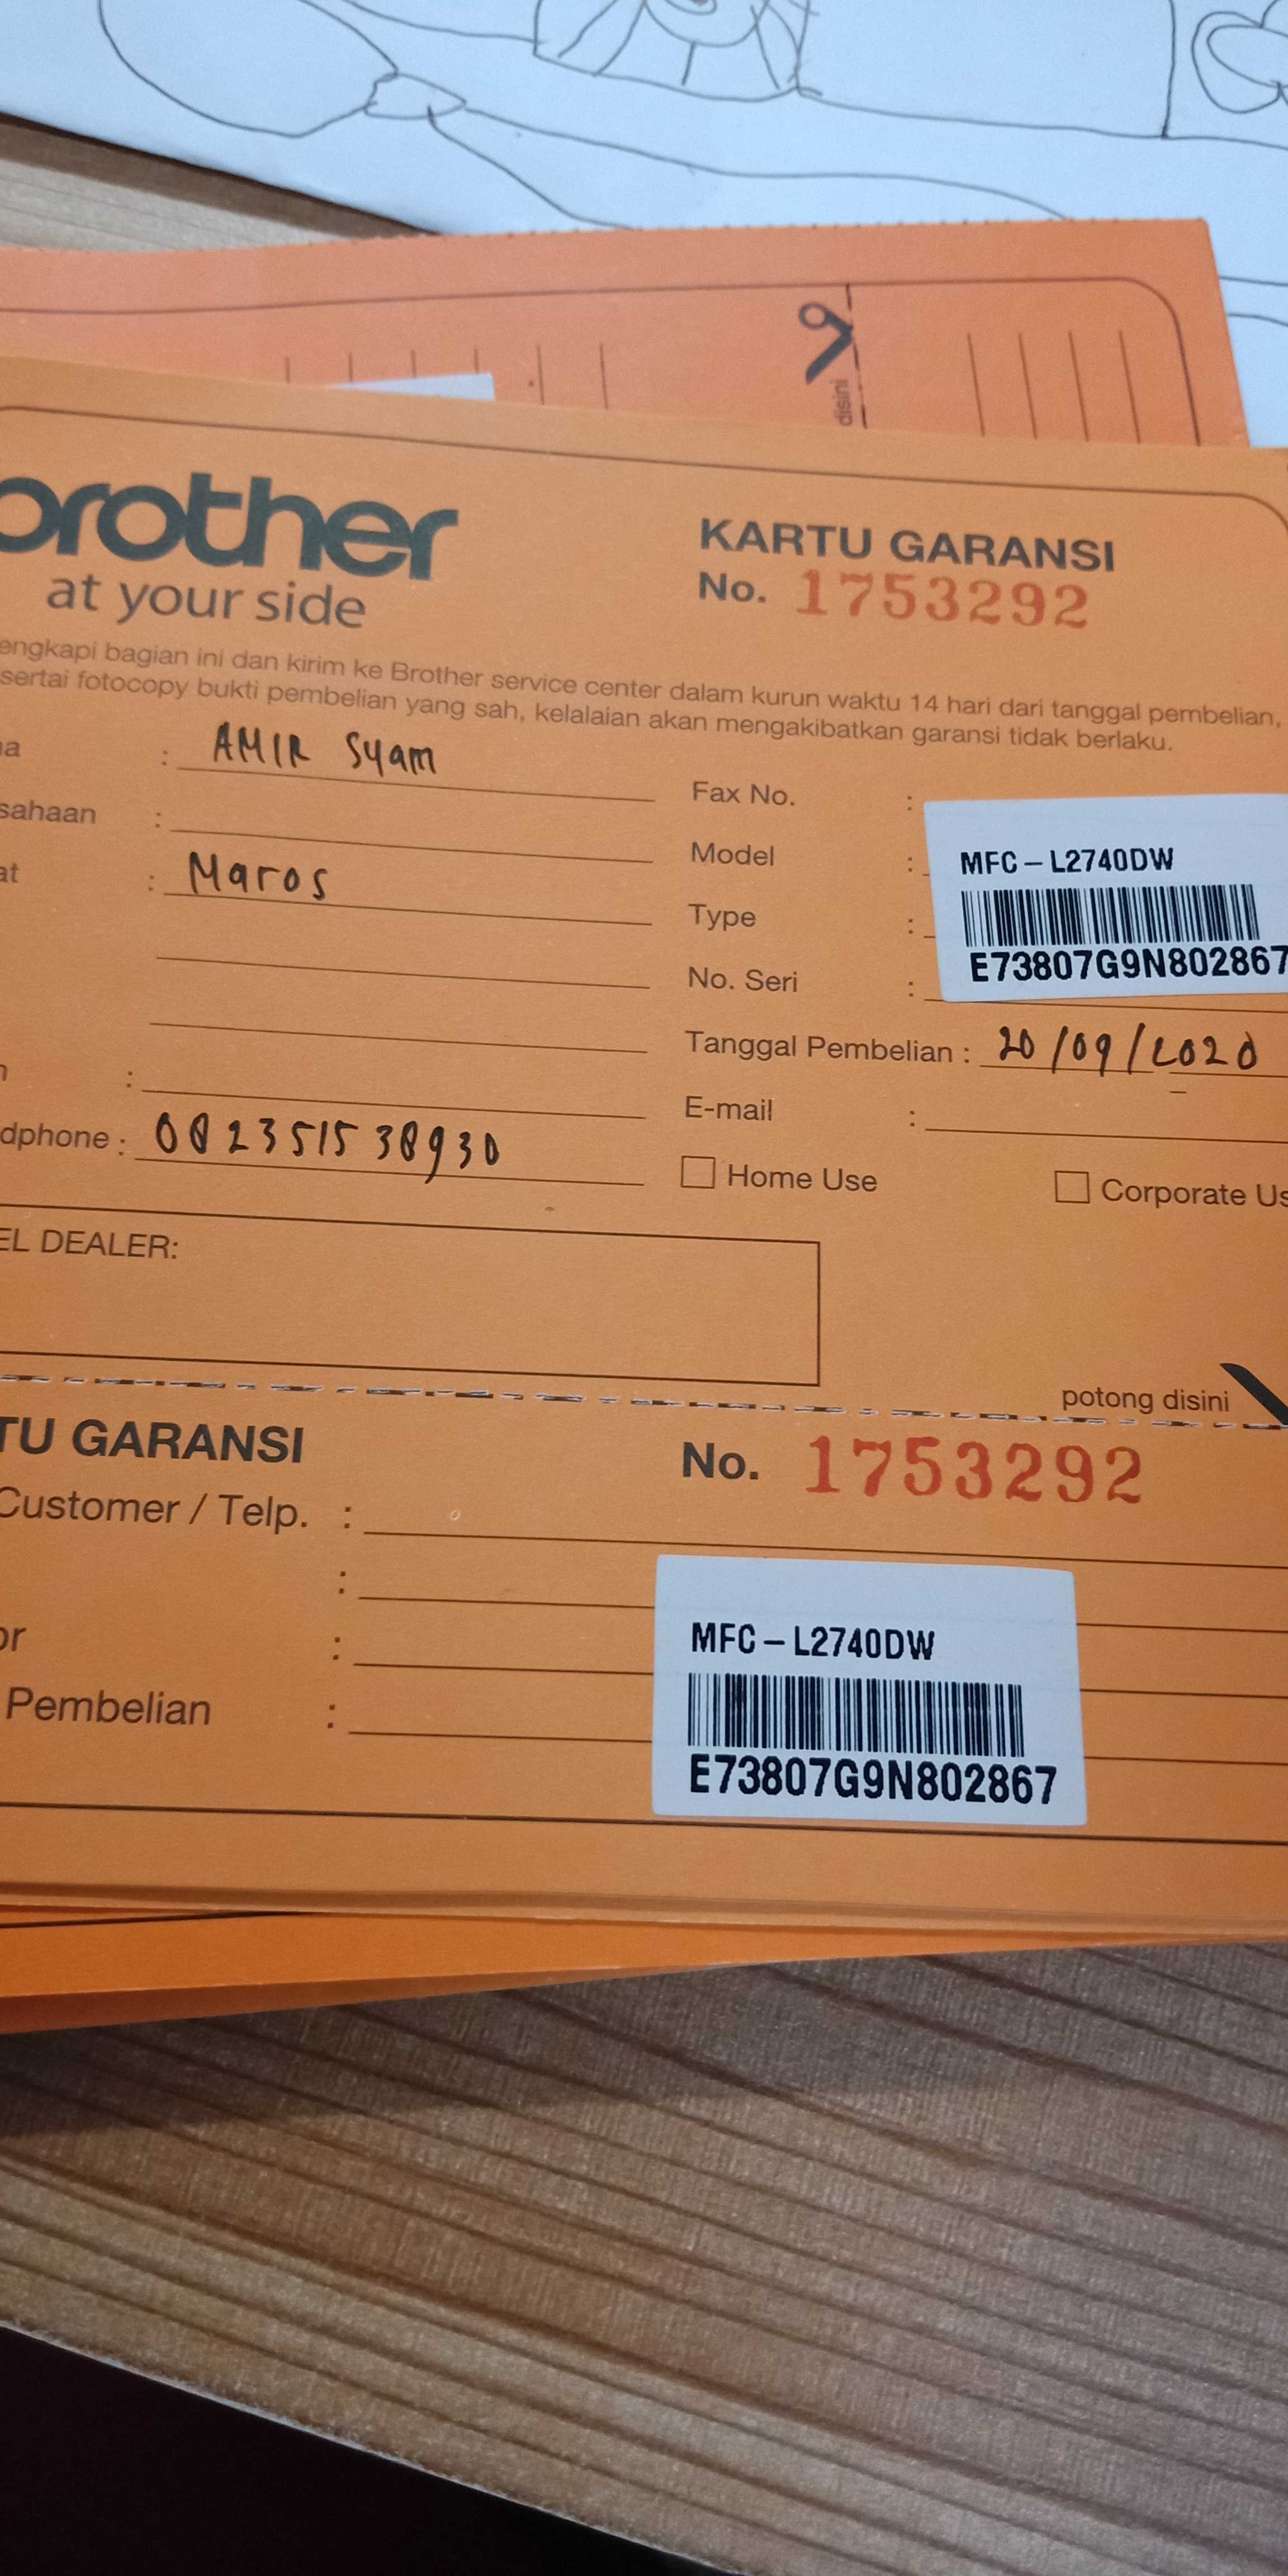 disini
brother
at your side
KARTU GARANSI
No. 1753292
engkapi bagian ini dan kirim ke Brother service center dalam kurun waktu 14 hari dari tanggal pembelian,
sertai fotocopy bukti pembelian yang sah, kelalaian akan mengakibatkan garansi tidak berlaku.
a : AMIR Syam
sahaan :
at : Maros
n :
dphone : 082351538930
Fax No. :
Model : MFC-L2740DW
Type :
E73807G9N802867
No. Seri :
Tanggal Pembelian : 20/09/2020
E-mail :
Home Use
Corporate Us
EL DEALER:
potong disini
TU GARANSI
No. 1753292
Customer / Telp. :
:
or :
Pembelian :
MFC-L2740DW
E73807G9N802867